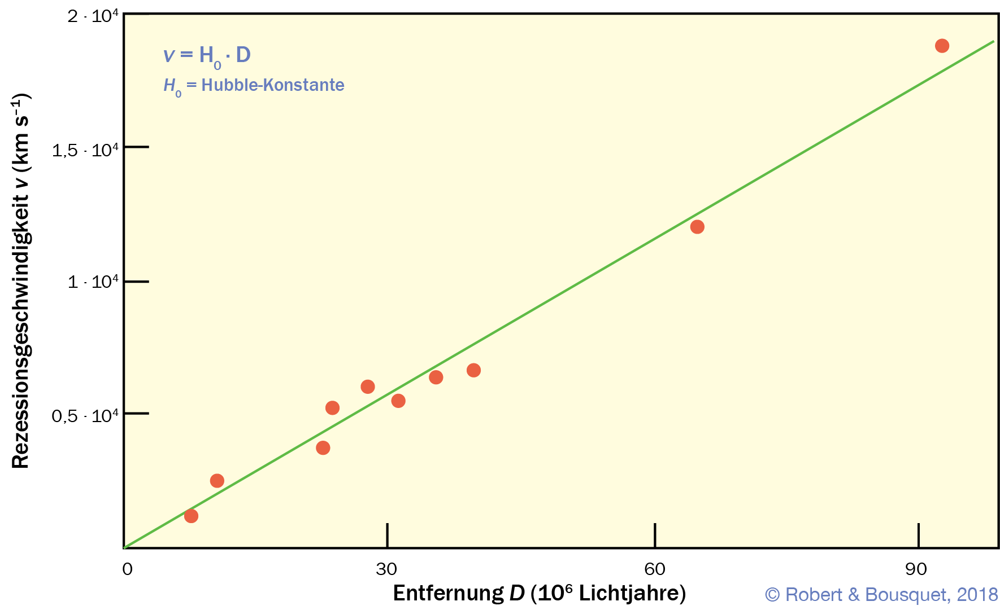 2 · 10⁴
v = H₀ · D
H₀ = Hubble-Konstante
1,5 · 10⁴
1 · 10⁴
0,5 · 10⁴
Rezessionsgeschwindigkeit v (km s⁻¹)
0 30 60 90
Entfernung D (10⁶ Lichtjahre)
© Robert & Bousquet, 2018